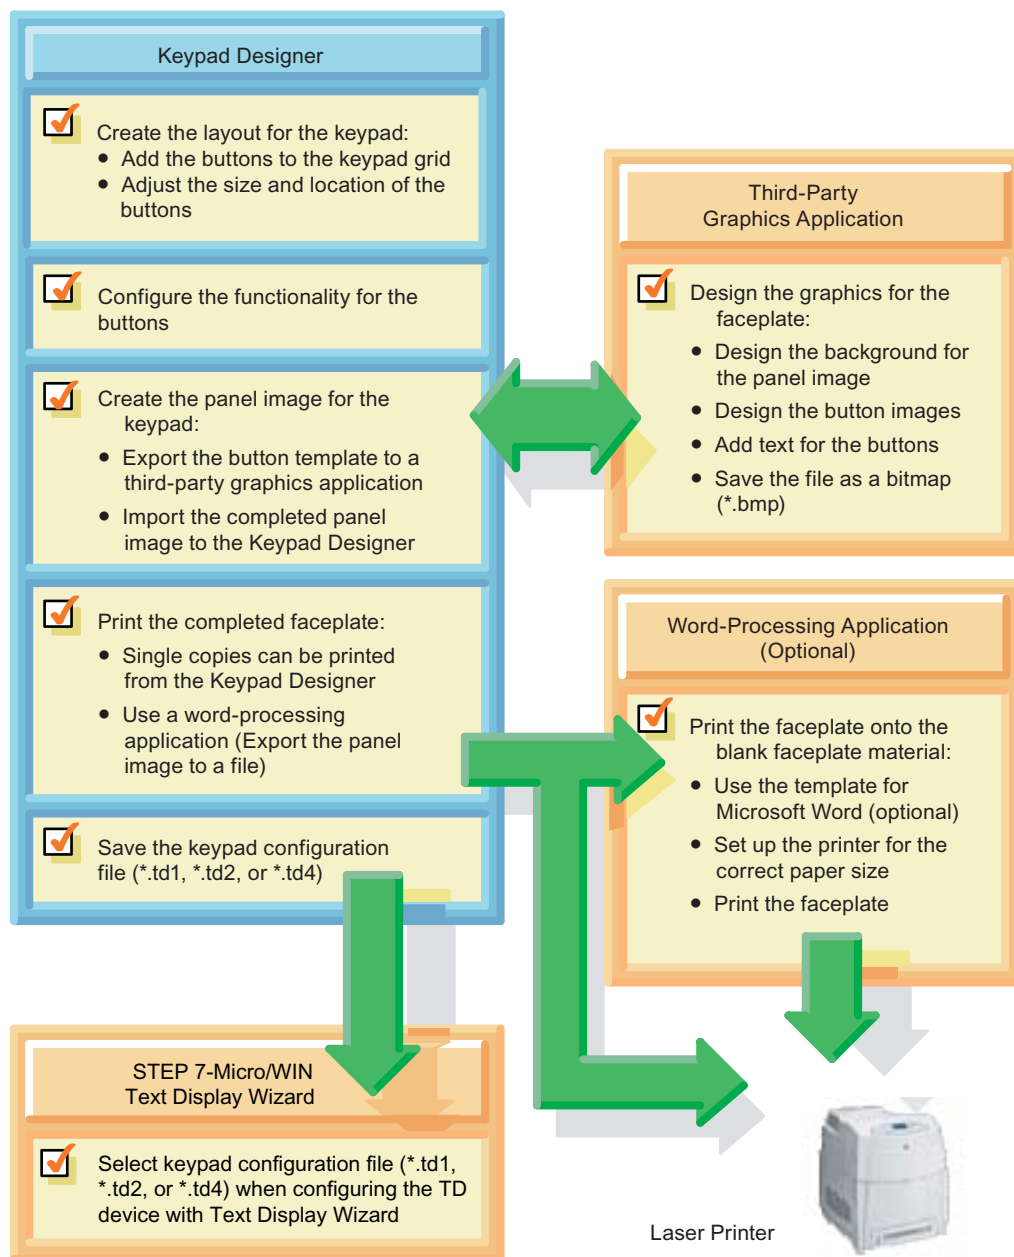 Keypad Designer
Create the layout for the keypad:
• Add the buttons to the keypad grid
• Adjust the size and location of the
buttons
Configure the functionality for the
buttons
Create the panel image for the
keypad:
• Export the button template to a
third-party graphics application
• Import the completed panel
image to the Keypad Designer
Print the completed faceplate:
• Single copies can be printed
from the Keypad Designer
• Use a word-processing
application (Export the panel
image to a file)
Save the keypad configuration
file (*.td1, *.td2, or *.td4)
Third-Party
Graphics Application
Design the graphics for the
faceplate:
• Design the background for
the panel image
• Design the button images
• Add text for the buttons
• Save the file as a bitmap
(*.bmp)
Word-Processing Application
(Optional)
Print the faceplate onto the
blank faceplate material:
• Use the template for
Microsoft Word (optional)
• Set up the printer for the
correct paper size
• Print the faceplate
STEP 7-Micro/WIN
Text Display Wizard
Select keypad configuration file (*.td1,
*.td2, or *.td4) when configuring the TD
device with Text Display Wizard
Laser Printer